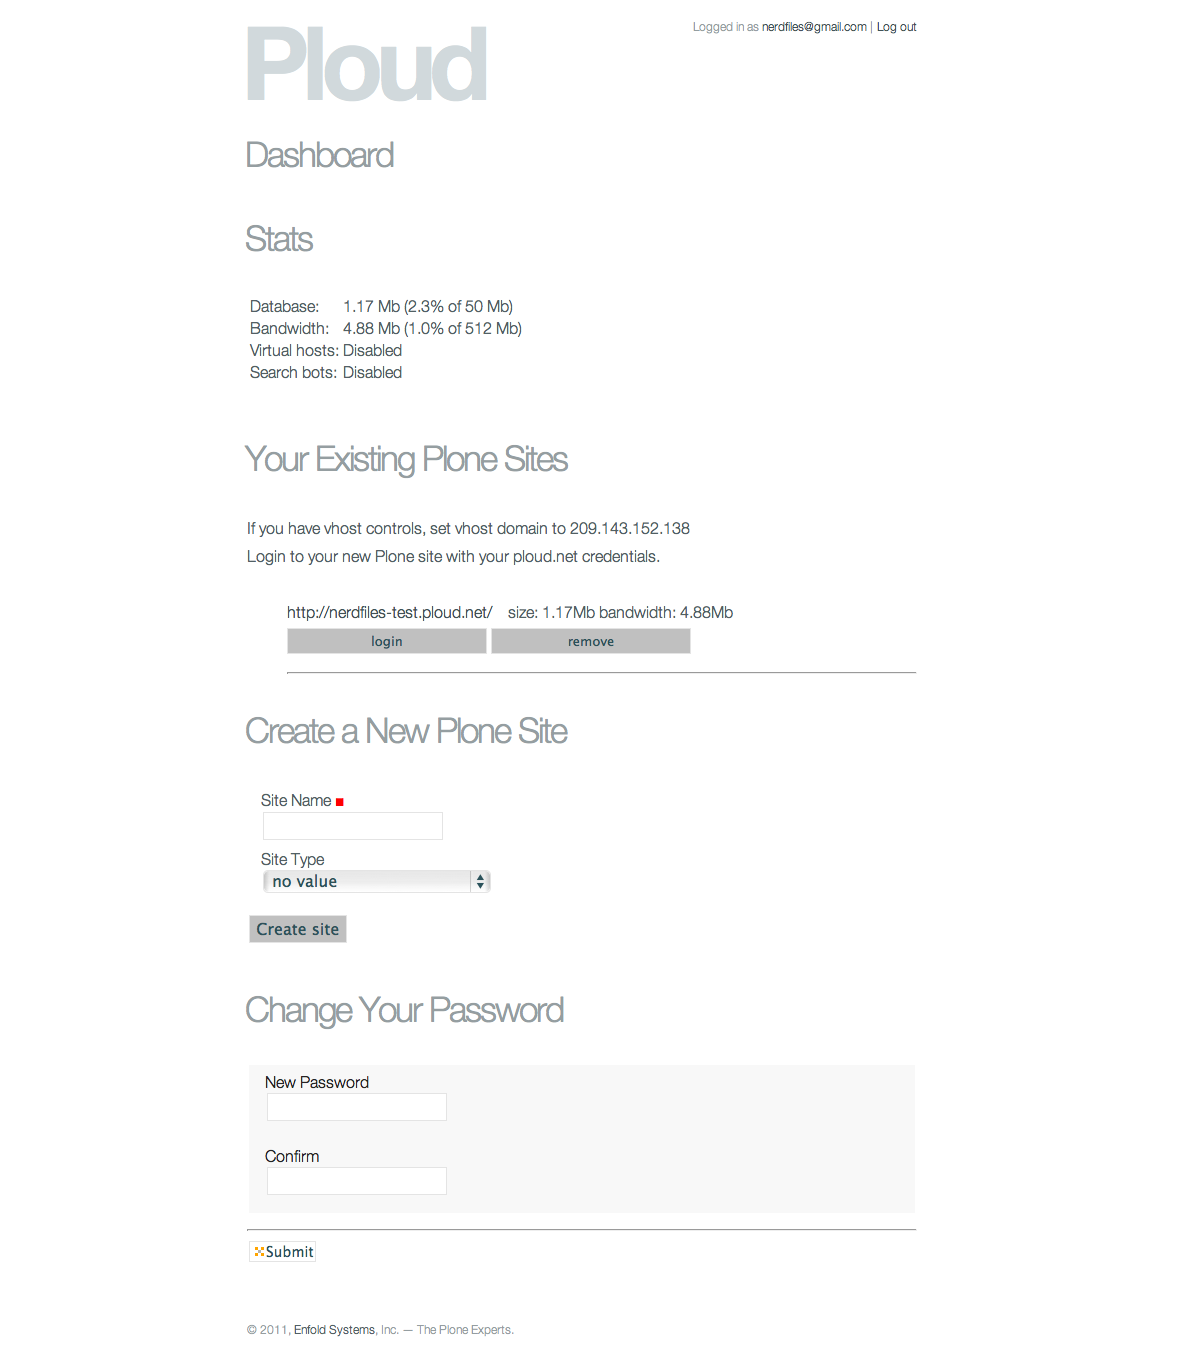 Ploud
Logged in as nerdfiles@gmail.com | Log out
Dashboard
Stats
Database: 1.17 Mb (2.3% of 50 Mb)
Bandwidth: 4.88 Mb (1.0% of 512 Mb)
Virtual hosts: Disabled
Search bots: Disabled
Your Existing Plone Sites
If you have vhost controls, set vhost domain to 209.143.152.138
Login to your new Plone site with your ploud.net credentials.
http://nerdfiles-test.ploud.net/ size: 1.17Mb bandwidth: 4.88Mb
login remove
Create a New Plone Site
Site Name
Site Type
no value
Create site
Change Your Password
New Password
Confirm
Submit
© 2011, Enfold Systems, Inc. — The Plone Experts.